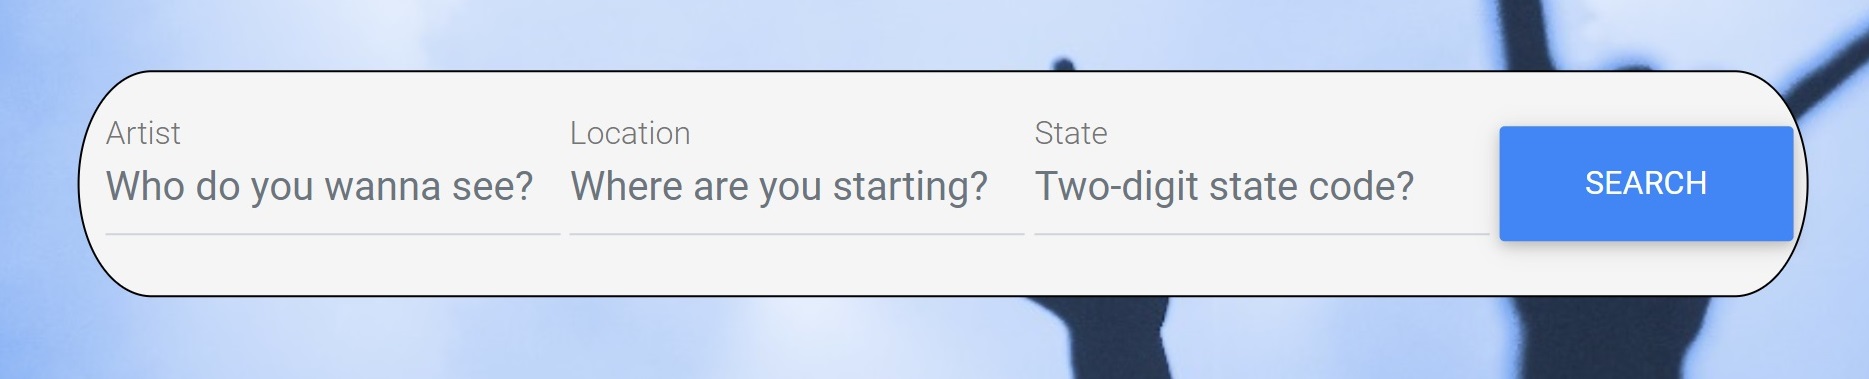 Artist
Who do you wanna see?
Location
Where are you starting?
State
Two-digit state code?
SEARCH